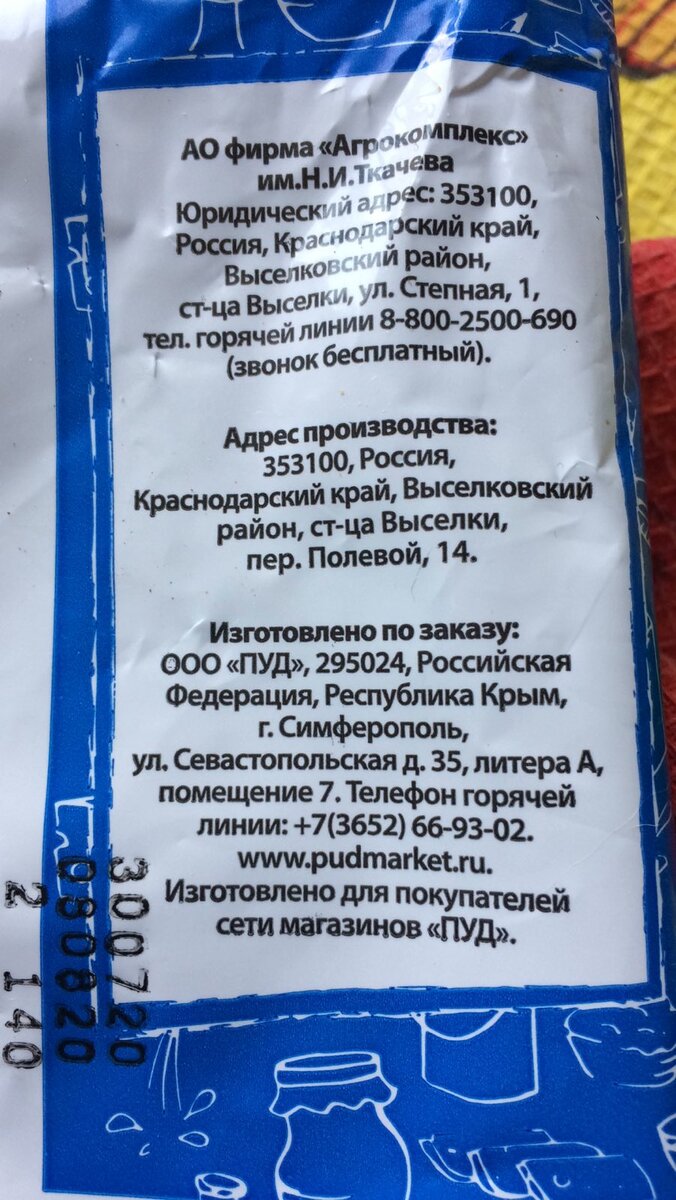 АО фирма «Агрокомплекс»
им.Н.И.Ткачева
Юридический адрес: 353100,
Россия, Краснодарский край,
Выселковский район,
ст-ца Выселки, ул. Степная, 1,
тел. горячей линии 8-800-2500-690
(звонок бесплатный).
Адрес производства:
353100, Россия,
Краснодарский край, Выселковский
район, ст-ца Выселки,
пер. Полевой, 14.
Изготовлено по заказу:
ООО «ПУД», 295024, Российская
Федерация, Республика Крым,
г. Симферополь,
ул. Севастопольская д. 35, литера А,
помещение 7. Телефон горячей
линии: +7(3652) 66-93-02.
www.pudmarket.ru.
Изготовлено для покупателей
сети магазинов «ПУД».
300720
080820
2 140